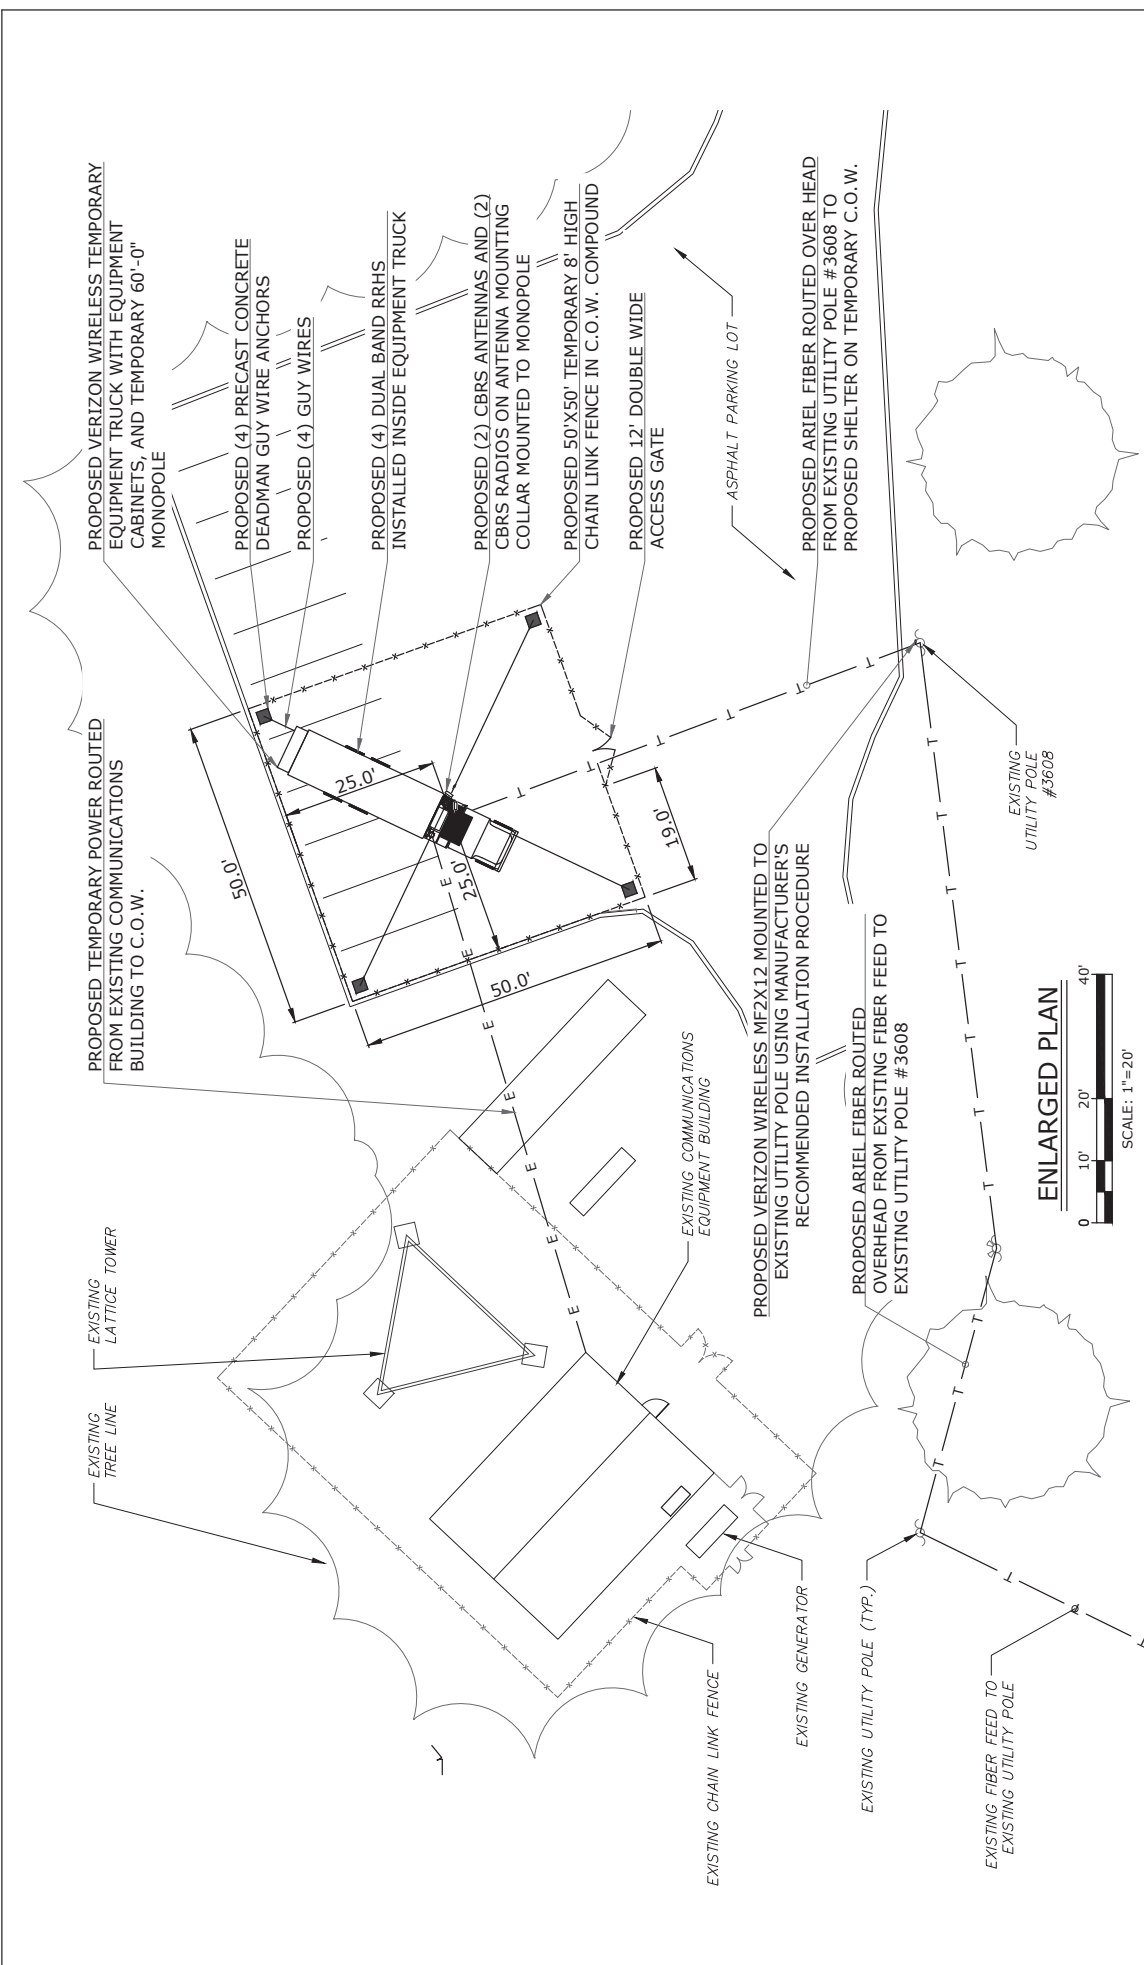 EXISTING
TREE LINE
EXISTING
LATTICE TOWER
PROPOSED TEMPORARY POWER ROUTED
FROM EXISTING COMMUNICATIONS
BUILDING TO C.O.W.
PROPOSED VERIZON WIRELESS TEMPORARY
EQUIPMENT TRUCK WITH EQUIPMENT
CABINETS, AND TEMPORARY 60'-0"
MONOPOLE
PROPOSED (4) PRECAST CONCRETE
DEADMAN GUY WIRE ANCHORS
PROPOSED (4) GUY WIRES
PROPOSED (4) DUAL BAND RRHS
INSTALLED INSIDE EQUIPMENT TRUCK
PROPOSED (2) CBRS ANTENNAS AND (2)
CBRS RADIOS ON ANTENNA MOUNTING
COLLAR MOUNTED TO MONOPOLE
PROPOSED 50'X50' TEMPORARY 8' HIGH
CHAIN LINK FENCE IN C.O.W. COMPOUND
PROPOSED 12' DOUBLE WIDE
ACCESS GATE
ASPHALT PARKING LOT
PROPOSED ARIEL FIBER ROUTED OVER HEAD
FROM EXISTING UTILITY POLE #3608 TO
PROPOSED SHELTER ON TEMPORARY C.O.W.
50.0'
25.0'
25.0'
50.0'
19.0'
E
E
E
E
E
E
E
E
T
T
T
T
T
T
EXISTING COMMUNICATIONS
EQUIPMENT BUILDING
PROPOSED VERIZON WIRELESS MF2X12 MOUNTED TO
EXISTING UTILITY POLE USING MANUFACTURER'S
RECOMMENDED INSTALLATION PROCEDURE
PROPOSED ARIEL FIBER ROUTED
OVERHEAD FROM EXISTING FIBER FEED TO
EXISTING UTILITY POLE #3608
EXISTING
UTILITY POLE
#3608
T
T
T
T
T
T
T
T
T
T
T
T
EXISTING CHAIN LINK FENCE
EXISTING GENERATOR
EXISTING UTILITY POLE (TYP.)
EXISTING FIBER FEED TO
EXISTING UTILITY POLE
ENLARGED PLAN
0 10' 20' 40'
SCALE: 1"=20'